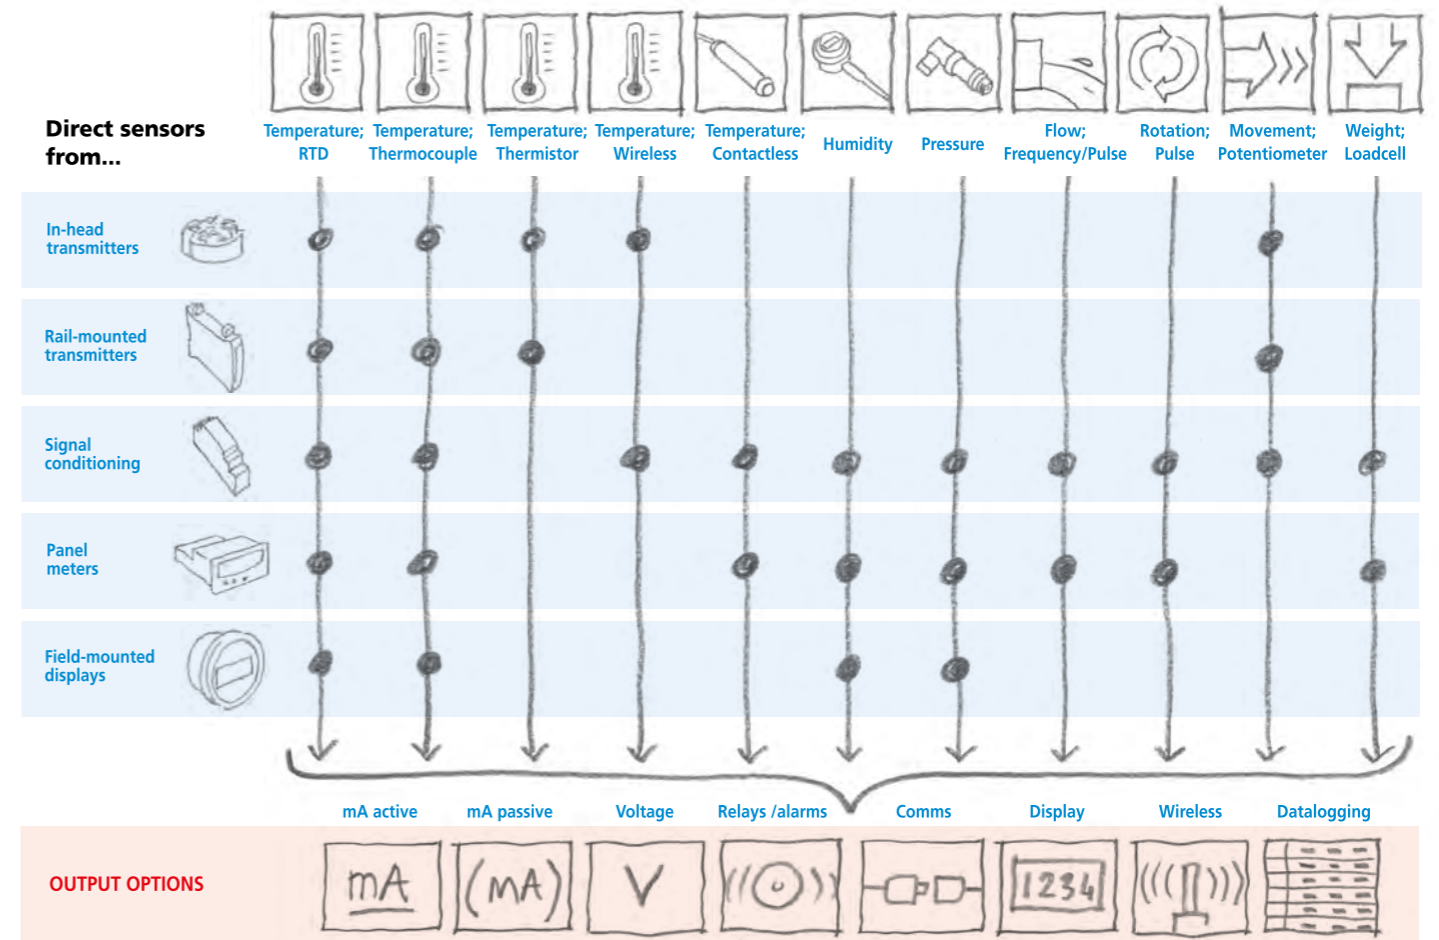 Direct sensors
from...
Temperature;
RTD
Temperature;
Thermocouple
Temperature;
Thermistor
Temperature;
Wireless
Temperature;
Contactless
Humidity
Pressure
Flow;
Frequency/Pulse
Rotation;
Pulse
Movement;
Potentiometer
Weight;
Loadcell
In-head
transmitters
Rail-mounted
transmitters
Signal
conditioning
Panel
meters
Field-mounted
displays
mA active
mA passive
Voltage
Relays /alarms
Comms
Display
Wireless
Datalogging
OUTPUT OPTIONS
mA
(mA)
V
1234